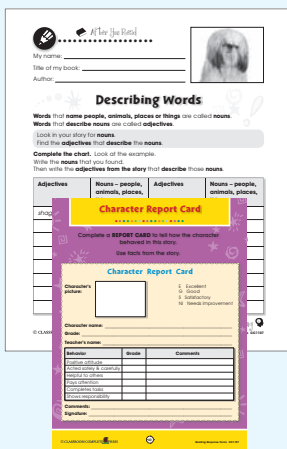 After You Read
My name:
Title of my book:
Author:
Describing Words
Words that name people, animals, places or things are called nouns.
Words that describe nouns are called adjectives.
Look in your story for nouns.
Find the adjectives that describe the nouns.
Complete the chart. Look at the example.
Write the nouns that you found.
Then write the adjectives from the story that describe those nouns.
Adjectives Nouns – people, animals, places, Adjectives Nouns – people, animals, places,
shag
Character Report Card
Complete a REPORT CARD to tell how the character
behaved in this story.
Use facts from the story.
Character Report Card
Character's
picture:
E Excellent
G Good
S Satisfactory
NI Needs Improvement
Character name:
Grade:
Teacher's name:
Behavior Grade Comments
Positive attitude
Acted safely & carefully
Helpful to others
Pays attention
Completes tasks
Shows responsibility
Comments:
Signature:
© CLASSROOM COMPLETE PRESS